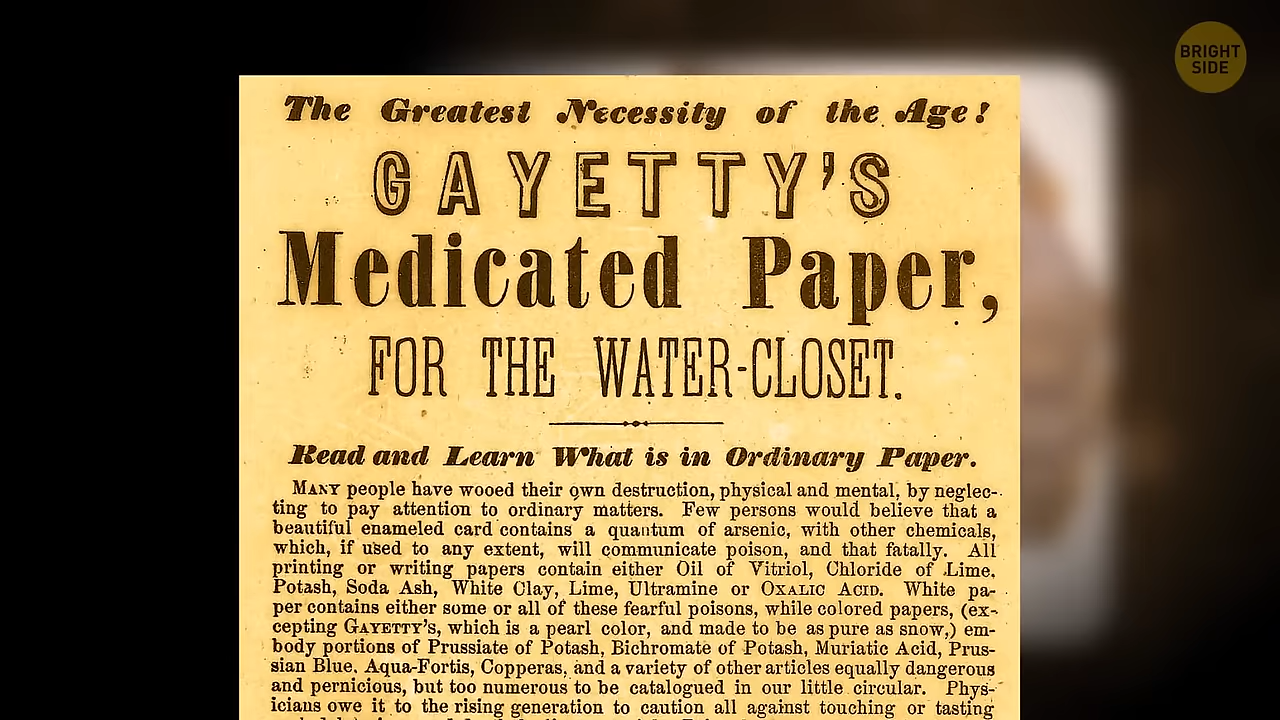 BRIGHT
SIDE
The Greatest Necessity of the Age!
GAYETTY'S
Medicated Paper,
FOR THE WATER-CLOSET.
Read and Learn What is in Ordinary Paper.
MANY people have wooed their own destruction, physical and mental, by neglec-
ting to pay attention to ordinary matters. Few persons would believe that a
beautiful enameled card contains a quantum of arsenic, with other chemicals,
which, if used to any extent, will communicate poison, and that fatally. All
printing or writing papers contain either Oil of Vitriol, Chloride of Lime,
Potash, Soda Ash, White Clay, Lime, Ultramine or OXALIC ACID. White pa-
per contains either some or all of these fearful poisons, while colored papers, (ex-
cepting GAYETTY'S, which is a pearl color, and made to be as pure as snow,) em-
body portions of Prussiate of Potash, Bichromate of Potash, Muriatic Acid, Prus-
sian Blue, Aqua-Fortis, Copperas, and a variety of other articles equally dangerous
and pernicious, but too numerous to be catalogued in our little circular. Phys-
icians owe it to the rising generation to caution all against touching or tasting